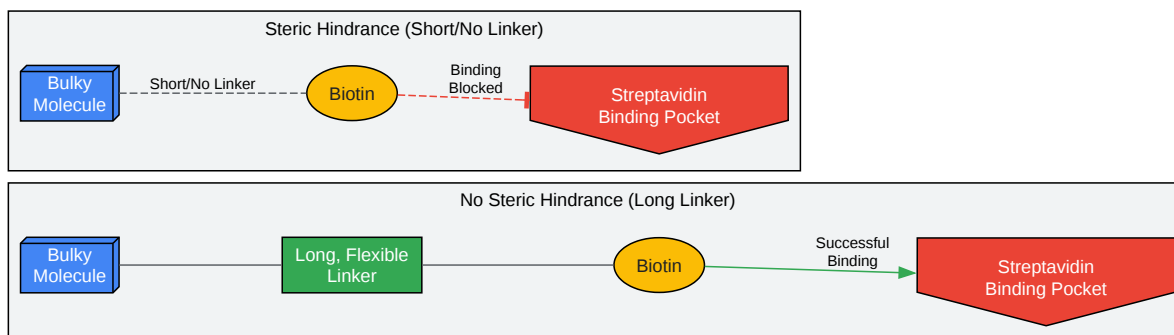 Steric Hindrance (Short/No Linker)
Bulky
Molecule
Short/No Linker
Biotin
Binding
Blocked
Streptavidin
Binding Pocket
No Steric Hindrance (Long Linker)
Bulky
Molecule
Long, Flexible
Linker
Biotin
Successful
Binding
Streptavidin
Binding Pocket